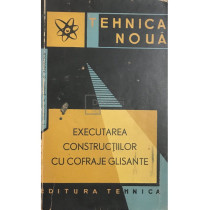 TEHNICA
NOUĂ
EXECUTAREA
CONSTRUCȚIILOR
CU COFRAJE GLISANTE
EDITURA TEHNICA